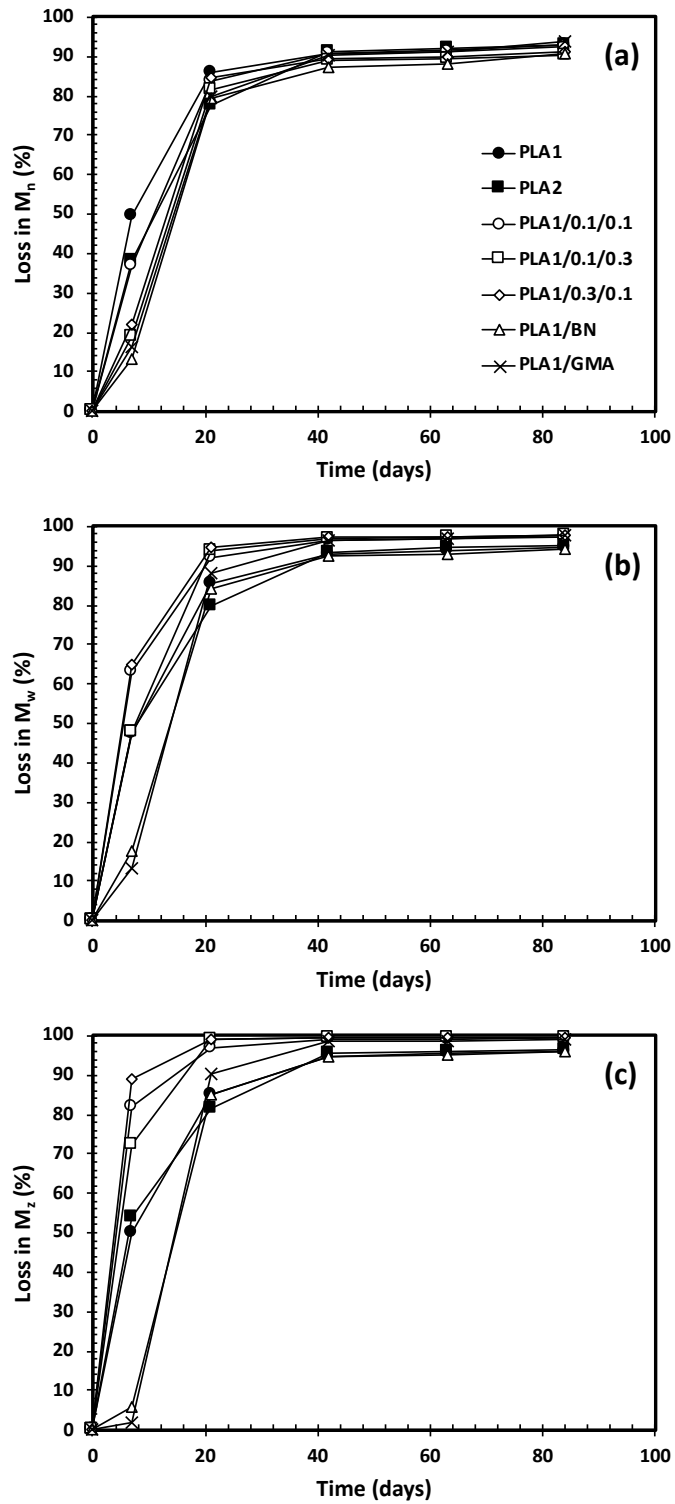 (a)
Loss in Mn (%)
100
90
80
70
60
50
40
30
20
10
0
PLA1
PLA2
PLA1/0.1/0.1
PLA1/0.1/0.3
PLA1/0.3/0.1
PLA1/BN
PLA1/GMA
0 20 40 60 80 100
Time (days)
(b)
Loss in Mw (%)
100
90
80
70
60
50
40
30
20
10
0
0 20 40 60 80 100
Time (days)
(c)
Loss in Mz (%)
100
90
80
70
60
50
40
30
20
10
0
0 20 40 60 80 100
Time (days)